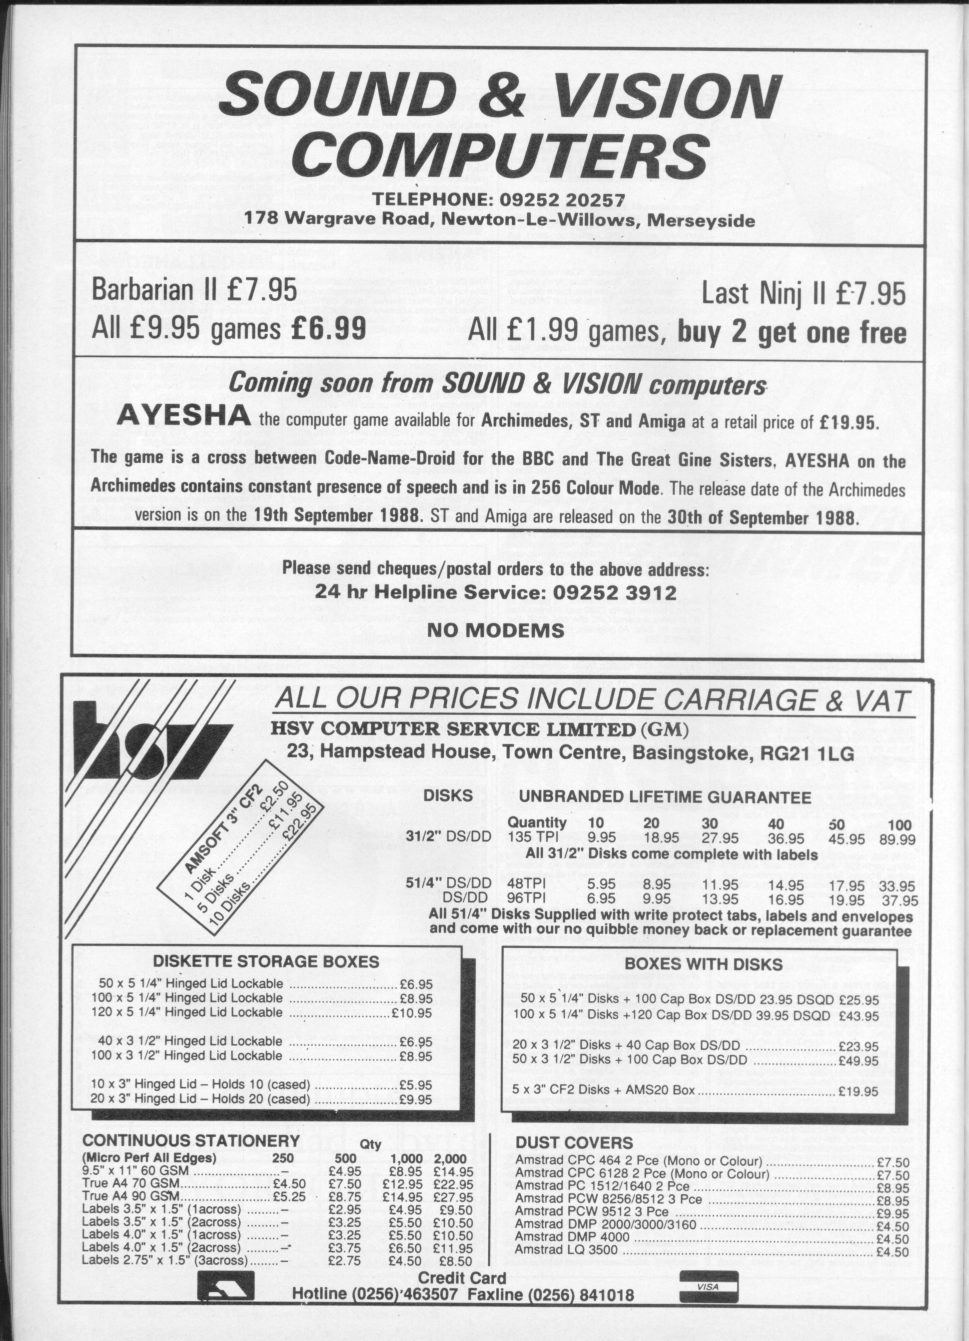 SOUND & VISION
COMPUTERS
TELEPHONE: 09252 20257
178 Wargrave Road, Newton-Le-Willows, Merseyside
Barbarian II £7.95
Last Ninj II £7.95
All £9.95 games £6.99
All £1.99 games, buy 2 get one free
Coming soon from SOUND & VISION computers
AYESHA the computer game available for Archimedes, ST and Amiga at a retail price of £19.95.
The game is a cross between Code-Name-Droid for the BBC and The Great Gine Sisters, AYESHA on the
Archimedes contains constant presence of speech and is in 256 Colour Mode. The release date of the Archimedes
version is on the 19th September 1988. ST and Amiga are released on the 30th of September 1988.
Please send cheques/postal orders to the above address:
24 hr Helpline Service: 09252 3912
NO MODEMS
hsv
ALL OUR PRICES INCLUDE CARRIAGE & VAT
HSV COMPUTER SERVICE LIMITED (GM)
23, Hampstead House, Town Centre, Basingstoke, RG21 1LG
AMSOFT 3" CF2
1 Disk ............ £2.50
5 Disks ............ £11.95
10 Disks ............ £22.95
DISKS UNBRANDED LIFETIME GUARANTEE
Quantity 10 20 30 40 50 100
31/2" DS/DD 135 TPI 9.95 18.95 27.95 36.95 45.95 89.99
All 31/2" Disks come complete with labels
51/4" DS/DD 48TPI 5.95 8.95 11.95 14.95 17.95 33.95
DS/DD 96TPI 6.95 9.95 13.95 16.95 19.95 37.95
All 51/4" Disks Supplied with write protect tabs, labels and envelopes
and come with our no quibble money back or replacement guarantee
DISKETTE STORAGE BOXES
50 x 5 1/4" Hinged Lid Lockable ............ £6.95
100 x 5 1/4" Hinged Lid Lockable ............ £8.95
120 x 5 1/4" Hinged Lid Lockable ............ £10.95
40 x 3 1/2" Hinged Lid Lockable ............ £6.95
100 x 3 1/2" Hinged Lid Lockable ............ £8.95
10 x 3" Hinged Lid – Holds 10 (cased) ............ £5.95
20 x 3" Hinged Lid – Holds 20 (cased) ............ £9.95
BOXES WITH DISKS
50 x 5 1/4" Disks + 100 Cap Box DS/DD 23.95 DSQD £25.95
100 x 5 1/4" Disks +120 Cap Box DS/DD 39.95 DSQD £43.95
20 x 3 1/2" Disks + 40 Cap Box DS/DD ............ £23.95
50 x 3 1/2" Disks + 100 Cap Box DS/DD ............ £49.95
5 x 3" CF2 Disks + AMS20 Box ............ £19.95
CONTINUOUS STATIONERY Qty
(Micro Perf All Edges) 250 500 1,000 2,000
9.5" x 11" 60 GSM ............ – £4.95 £8.95 £14.95
True A4 70 GSM ............ £4.50 £7.50 £12.95 £22.95
True A4 90 GSM ............ £5.25 £8.75 £14.95 £27.95
Labels 3.5" x 1.5" (1across) ......... – £2.95 £4.95 £9.50
Labels 3.5" x 1.5" (2across) ......... – £3.25 £5.50 £10.50
Labels 4.0" x 1.5" (1across) ......... – £3.25 £5.50 £10.50
Labels 4.0" x 1.5" (2across) ......... – £3.75 £6.50 £11.95
Labels 2.75" x 1.5" (3across) ........ – £2.75 £4.50 £8.50
DUST COVERS
Amstrad CPC 464 2 Pce (Mono or Colour) ............ £7.50
Amstrad CPC 6128 2 Pce (Mono or Colour) ............ £7.50
Amstrad PC 1512/1640 2 Pce ............ £8.95
Amstrad PCW 8256/8512 3 Pce ............ £8.95
Amstrad PCW 9512 3 Pce ............ £9.95
Amstrad DMP 2000/3000/3160 ............ £4.50
Amstrad DMP 4000 ............ £4.50
Amstrad LQ 3500 ............ £4.50
Credit Card
Hotline (0256) 463507 Faxline (0256) 841018
VISA